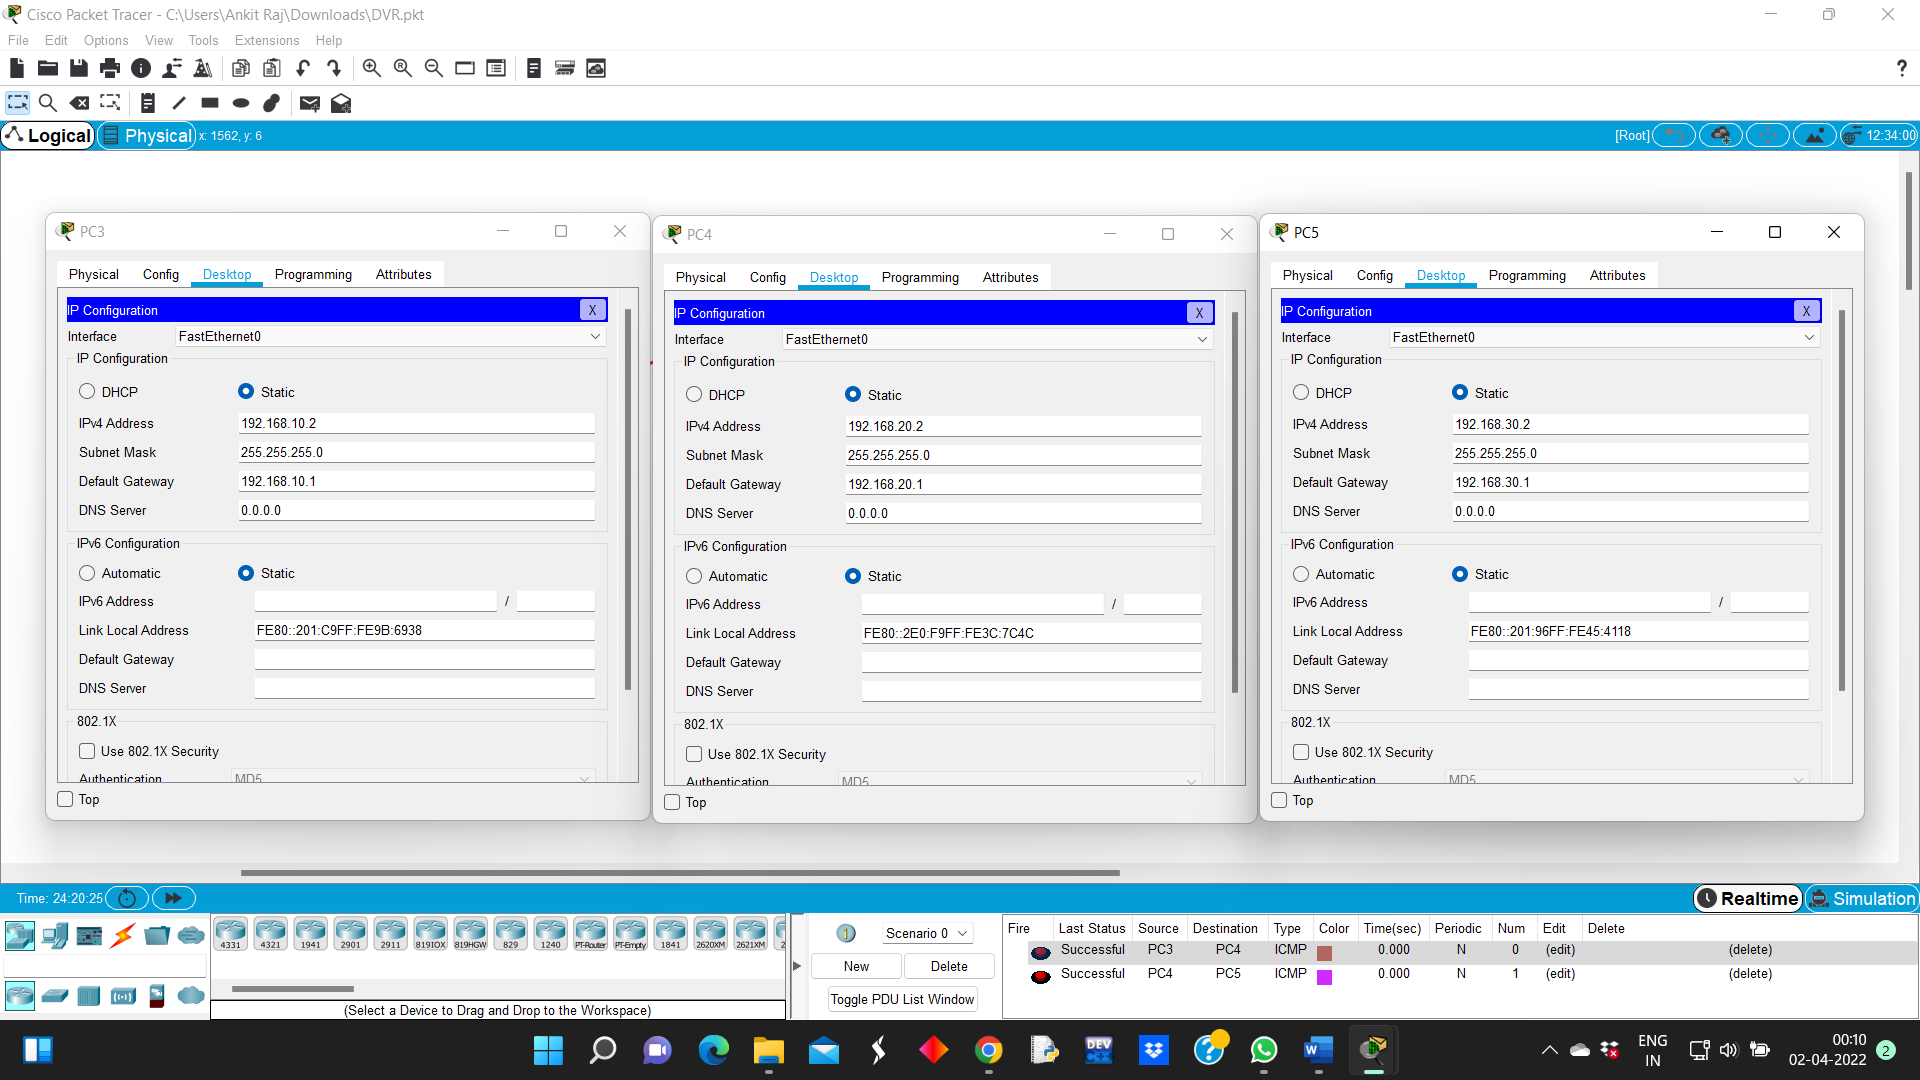 Cisco Packet Tracer - C:\Users\Ankit Raj\Downloads\DVR.pkt
File Edit Options View Tools Extensions Help
?
Logical Physical x: 1562, y: 6 [Root] 12:34:00
PC3
Physical Config Desktop Programming Attributes
IP Configuration X
Interface FastEthernet0
IP Configuration
DHCP Static
IPv4 Address 192.168.10.2
Subnet Mask 255.255.255.0
Default Gateway 192.168.10.1
DNS Server 0.0.0.0
IPv6 Configuration
Automatic Static
IPv6 Address /
Link Local Address FE80::201:C9FF:FE9B:6938
Default Gateway
DNS Server
802.1X
Use 802.1X Security
Authentication MD5
Top
PC4
Physical Config Desktop Programming Attributes
IP Configuration X
Interface FastEthernet0
IP Configuration
DHCP Static
IPv4 Address 192.168.20.2
Subnet Mask 255.255.255.0
Default Gateway 192.168.20.1
DNS Server 0.0.0.0
IPv6 Configuration
Automatic Static
IPv6 Address /
Link Local Address FE80::2E0:F9FF:FE3C:7C4C
Default Gateway
DNS Server
802.1X
Use 802.1X Security
Authentication MD5
Top
PC5
Physical Config Desktop Programming Attributes
IP Configuration X
Interface FastEthernet0
IP Configuration
DHCP Static
IPv4 Address 192.168.30.2
Subnet Mask 255.255.255.0
Default Gateway 192.168.30.1
DNS Server 0.0.0.0
IPv6 Configuration
Automatic Static
IPv6 Address /
Link Local Address FE80::201:96FF:FE45:4118
Default Gateway
DNS Server
802.1X
Use 802.1X Security
Authentication MD5
Top
Time: 24:20:25 Realtime Simulation
4331 4321 1941 2901 2911 819IOX 819HGW 829 1240 PT-Router PT-Empty 1841 2620XM 2621XM 2
(Select a Device to Drag and Drop to the Workspace)
1 Scenario 0
New Delete
Toggle PDU List Window
Fire Last Status Source Destination Type Color Time(sec) Periodic Num Edit Delete
Successful PC3 PC4 ICMP 0.000 N 0 (edit) (delete)
Successful PC4 PC5 ICMP 0.000 N 1 (edit) (delete)
DEV C++
W
ENG
IN
00:10
02-04-2022
2